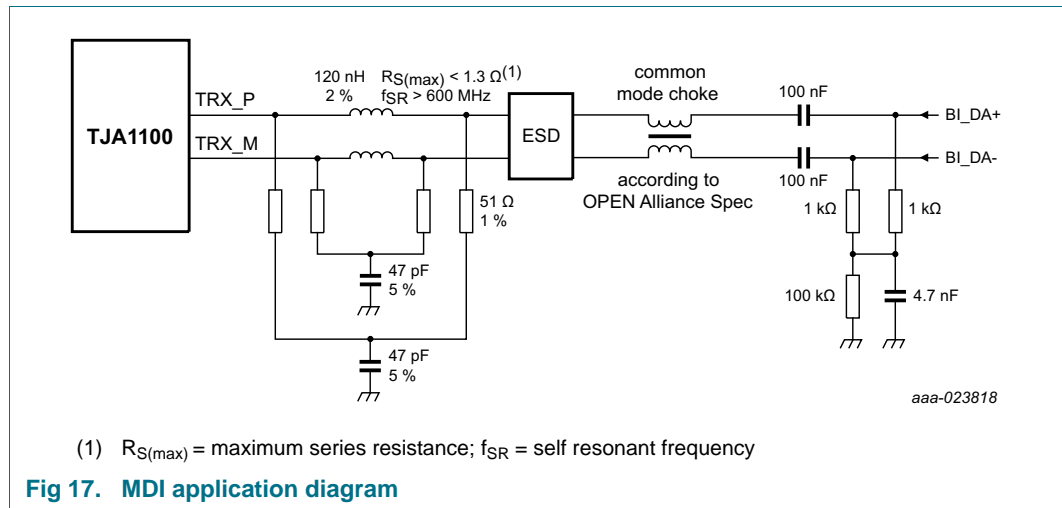 120 nH
2 %
RS(max) < 1.3 Ω(1)
fSR > 600 MHz
TRX_P
TJA1100
TRX_M
ESD
common
mode choke
100 nF
BI_DA+
BI_DA-
100 nF
according to
OPEN Alliance Spec
51 Ω
1 %
1 kΩ
1 kΩ
47 pF
5 %
100 kΩ
4.7 nF
47 pF
5 %
aaa-023818
(1) RS(max) = maximum series resistance; fSR = self resonant frequency
Fig 17. MDI application diagram